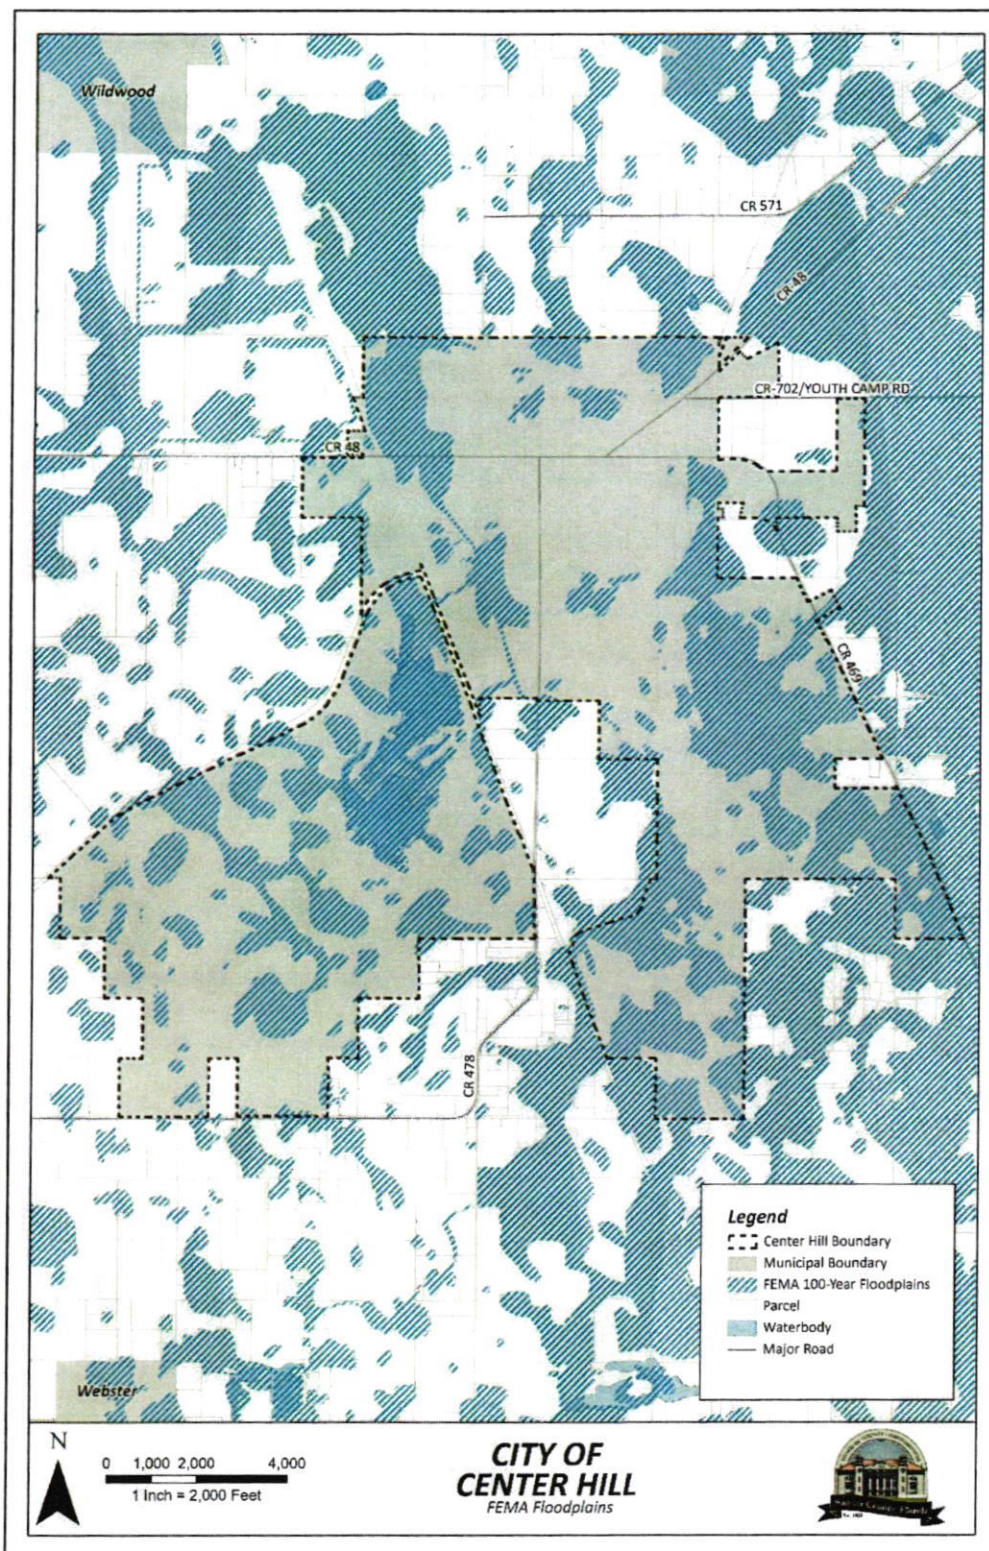 Wildwood
CR 571
CR-48
CR-702/YOUTH CAMP RD
CR 48
CR 469
CR 478
Legend
Center Hill Boundary
Municipal Boundary
FEMA 100-Year Floodplains
Parcel
Waterbody
Major Road
Webster
N
0 1,000 2,000 4,000
1 Inch = 2,000 Feet
CITY OF
CENTER HILL
FEMA Floodplains